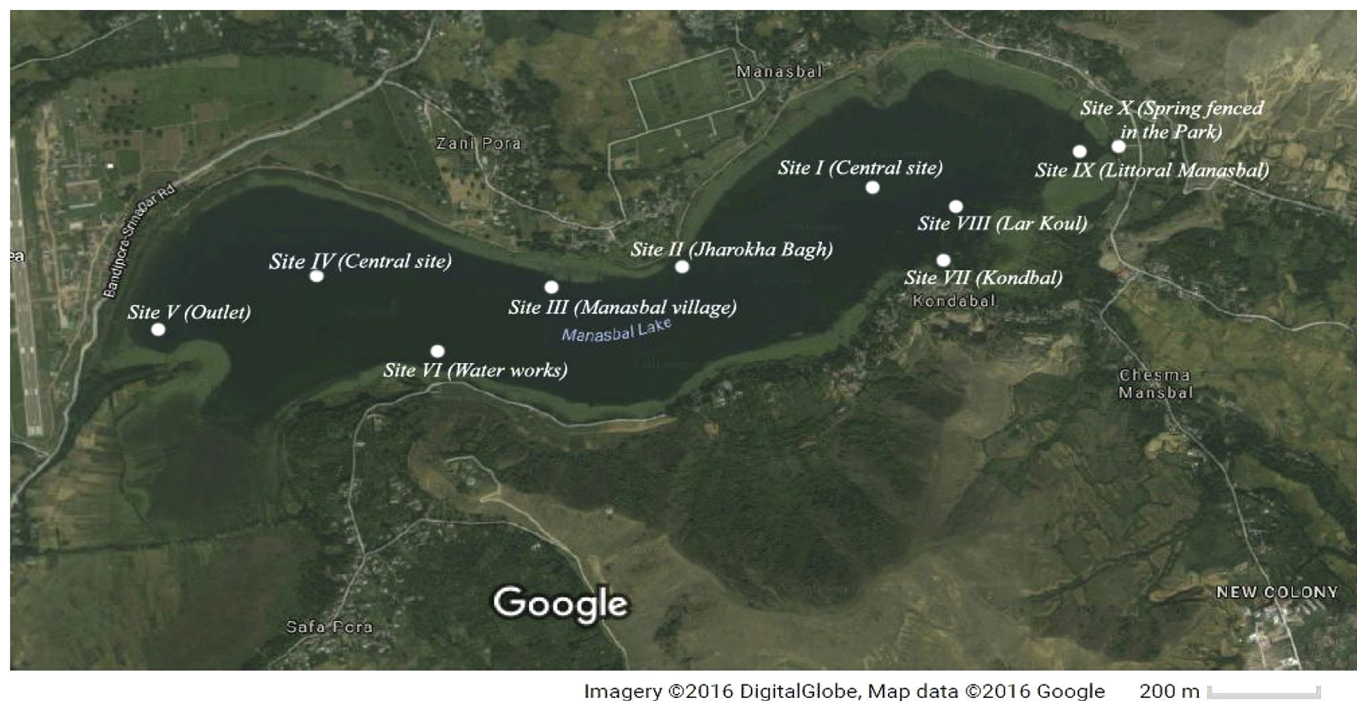 Manasbal
Site X (Spring fenced
in the Park)
Zani Pora
Site I (Central site)
Site IX (Littoral Manasbal)
Bandipora-Srinagar Rd
Site VIII (Lar Koul)
Site II (Jharokha Bagh)
ea
Site IV (Central site)
Site VII (Kondbal)
Kondabal
Site III (Manasbal village)
Site V (Outlet)
Manasbal Lake
Site VI (Water works)
Chesma
Mansbal
NEW COLONY
Google
Safa Pora
Imagery ©2016 DigitalGlobe, Map data ©2016 Google 200 m